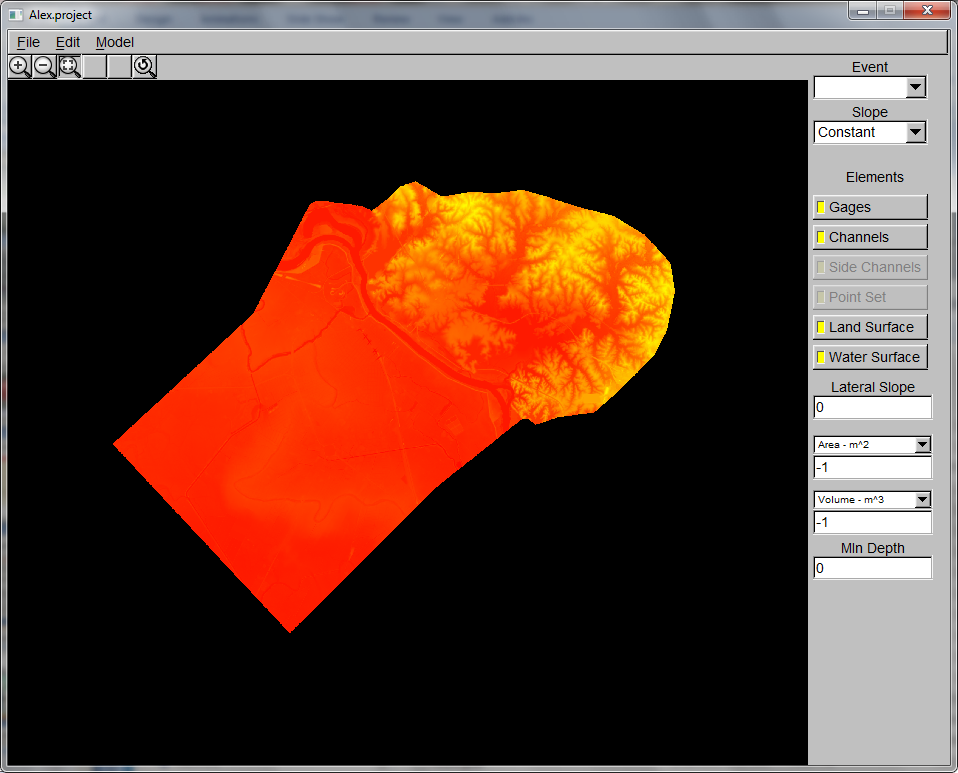 Alex.project
File Edit Model
Event
Slope
Constant
Elements
Gages
Channels
Side Channels
Point Set
Land Surface
Water Surface
Lateral Slope
0
Area - m^2
-1
Volume - m^3
-1
MIn Depth
0